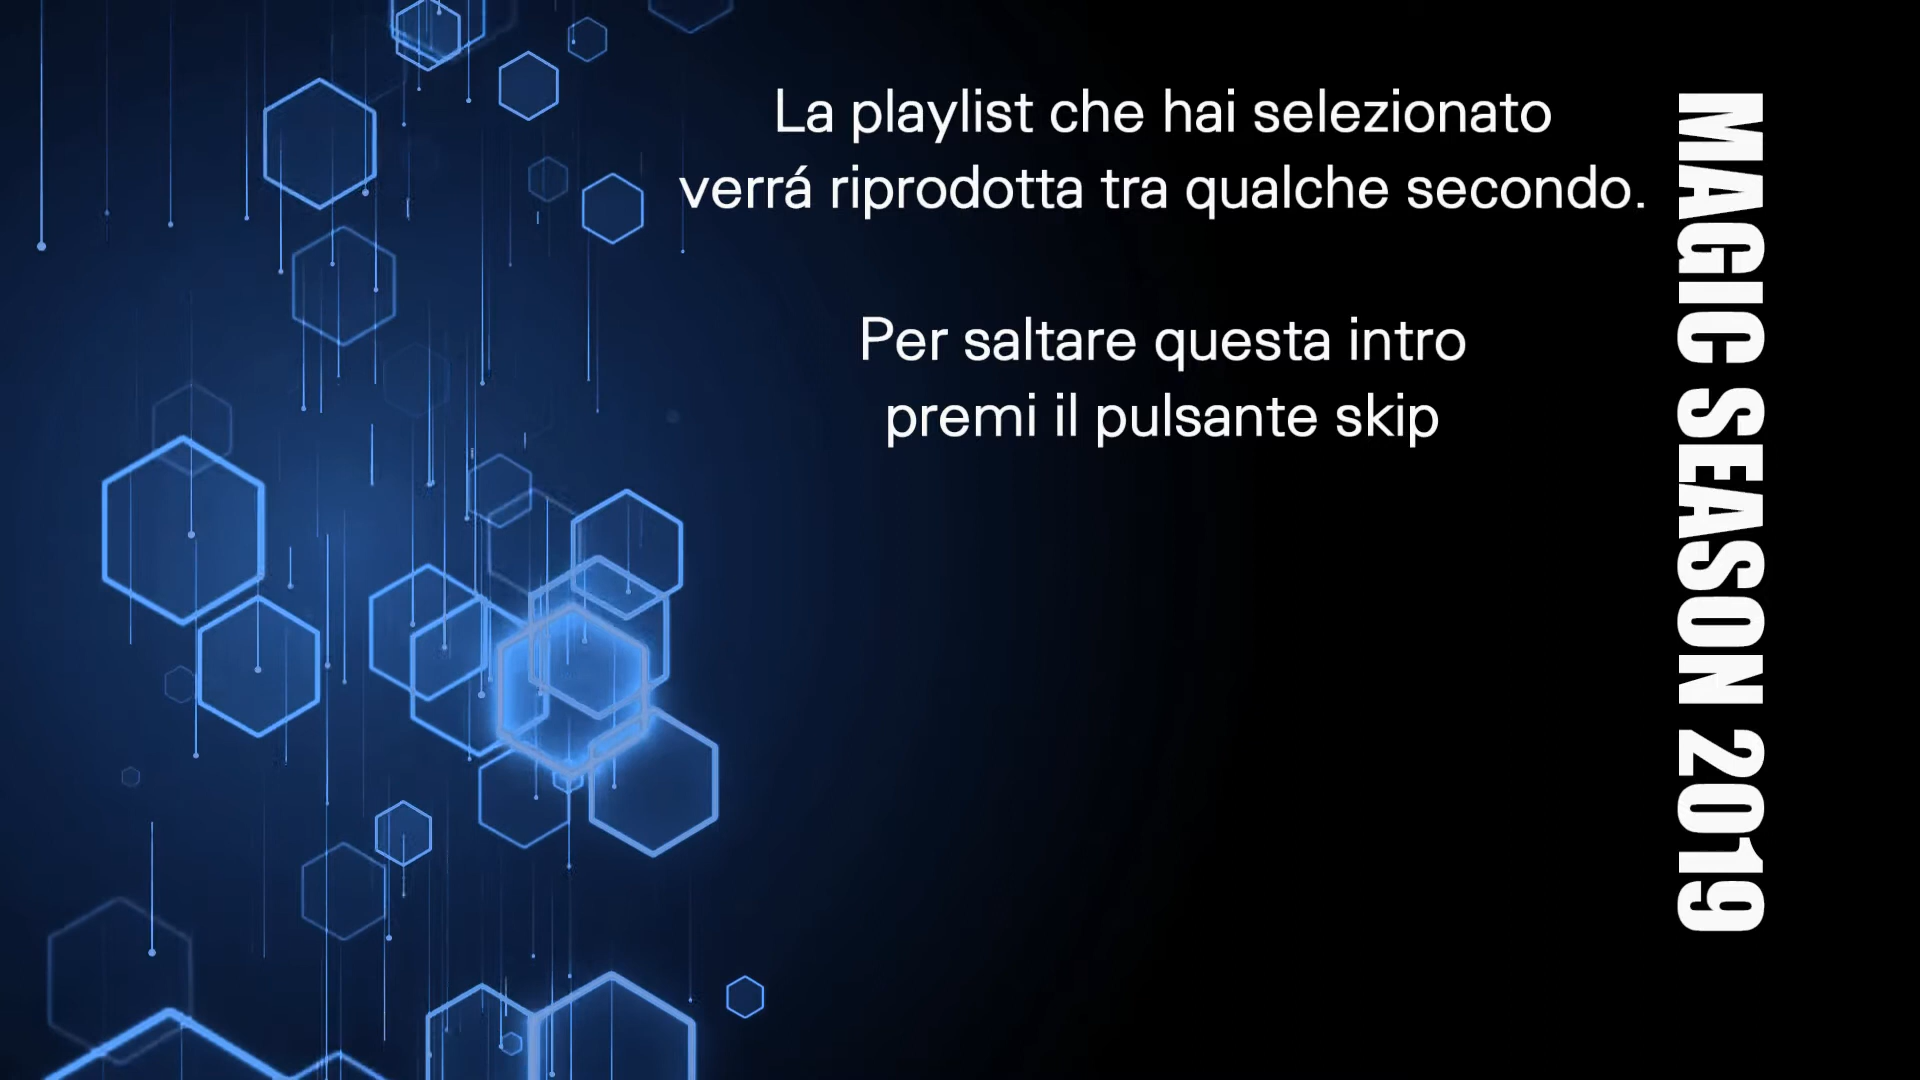 La playlist che hai selezionato
verrá riprodotta tra qualche secondo.
Per saltare questa intro
premi il pulsante skip
MAGIC SEASON 2019